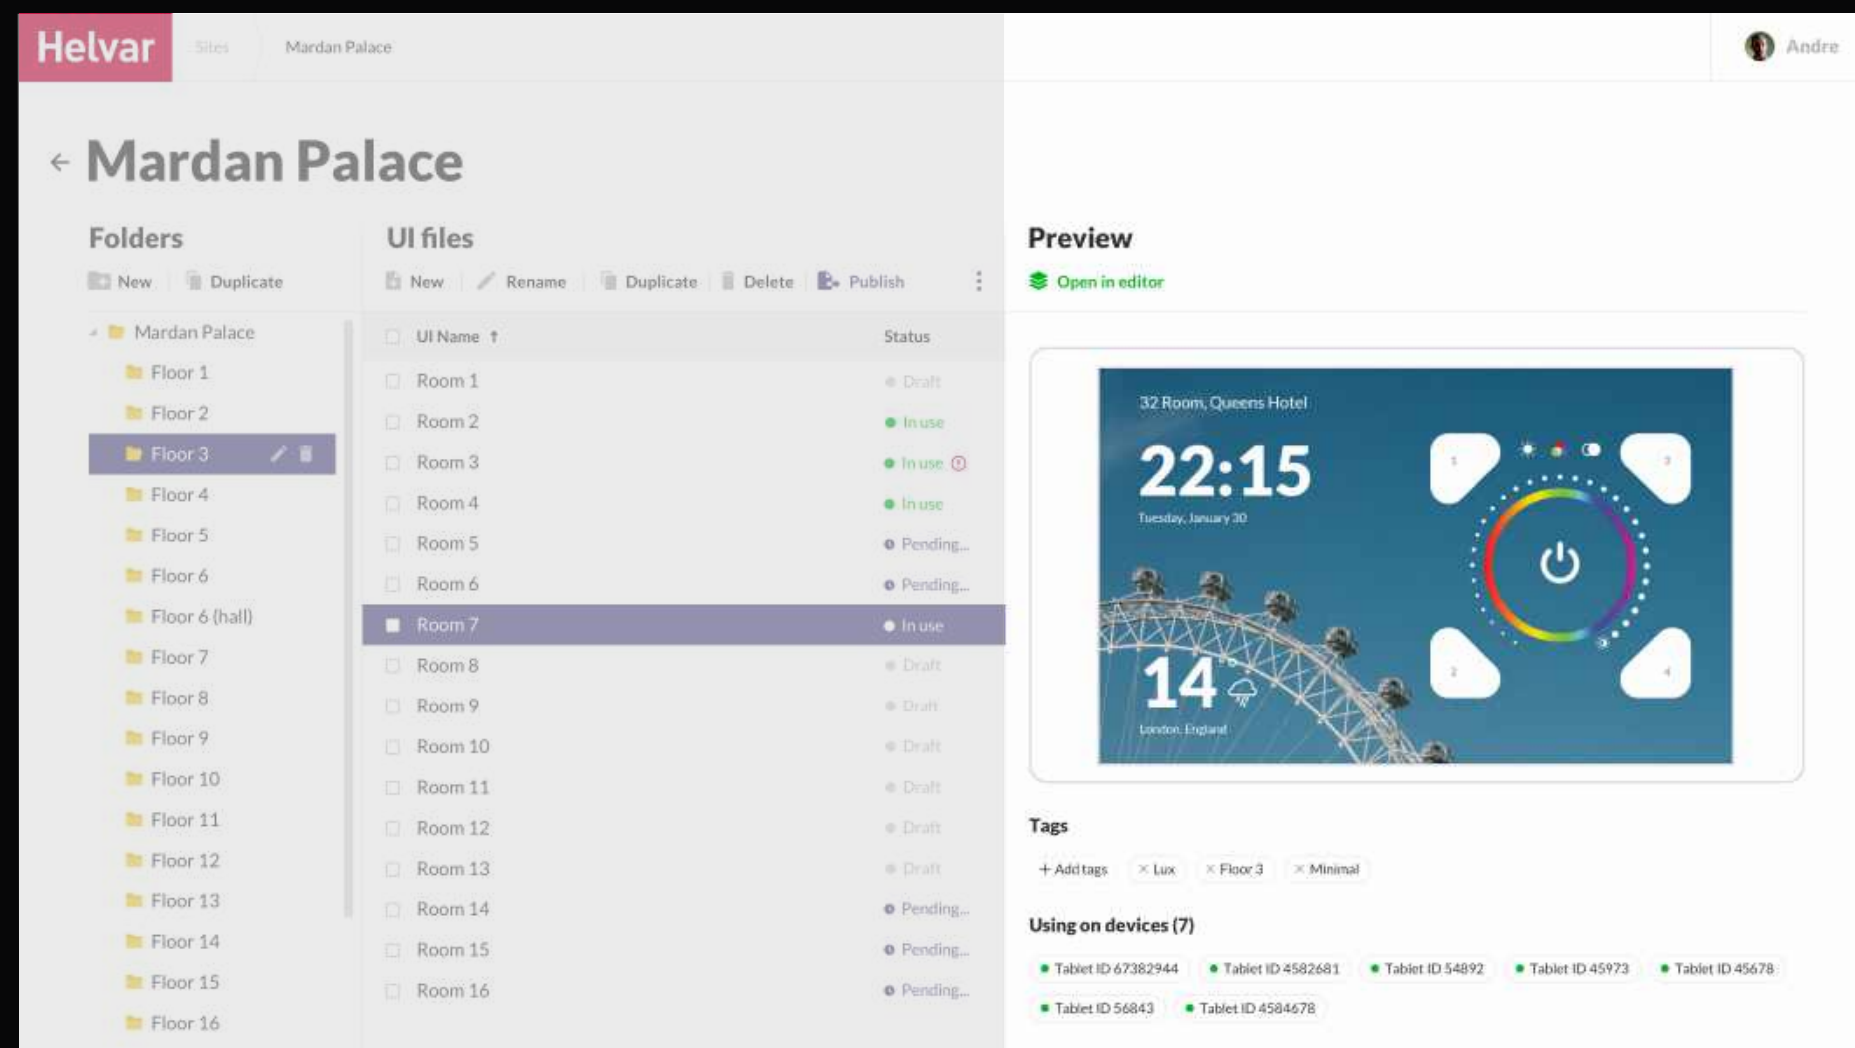 Helvar
Sites
Mardan Palace
Andre
← Mardan Palace
Folders
New
Duplicate
Mardan Palace
Floor 1
Floor 2
Floor 3
Floor 4
Floor 5
Floor 6
Floor 6 (hall)
Floor 7
Floor 8
Floor 9
Floor 10
Floor 11
Floor 12
Floor 13
Floor 14
Floor 15
Floor 16
UI files
New
Rename
Duplicate
Delete
Publish
UI Name ↑ Status
Room 1 Draft
Room 2 In use
Room 3 In use
Room 4 In use
Room 5 Pending...
Room 6 Pending...
Room 7 In use
Room 8 Draft
Room 9 Draft
Room 10 Draft
Room 11 Draft
Room 12 Draft
Room 13 Draft
Room 14 Pending...
Room 15 Pending...
Room 16 Pending...
Preview
Open in editor
32 Room, Queens Hotel
22:15
Tuesday, January 30
14°
London, England
1
3
2
4
Tags
+ Add tags × Lux × Floor 3 × Minimal
Using on devices (7)
Tablet ID 67382944 Tablet ID 4582681 Tablet ID 54892 Tablet ID 45973 Tablet ID 45678
Tablet ID 56843 Tablet ID 4584678